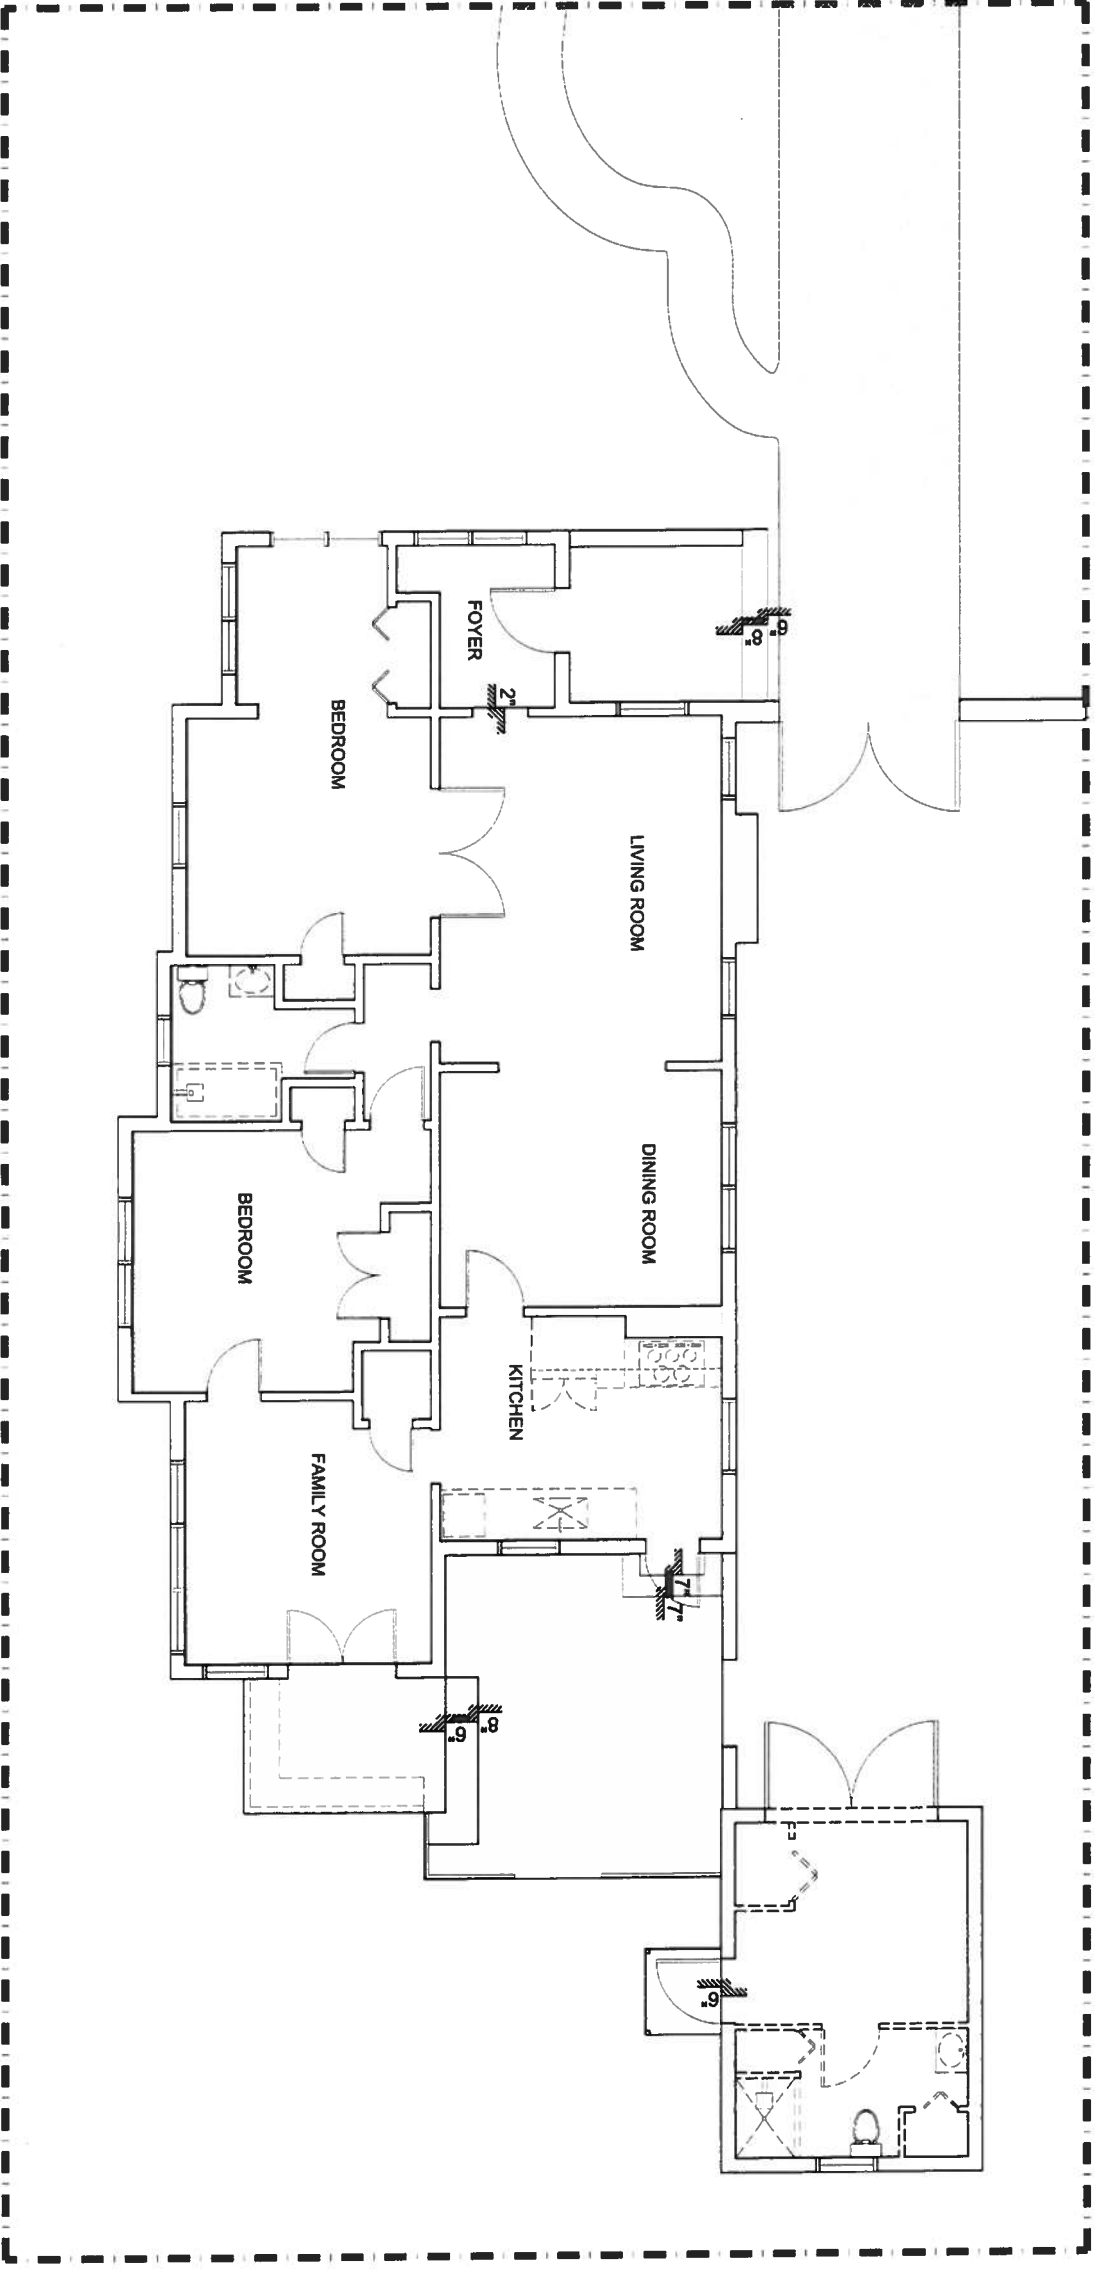 FOYER
6"
8"
2"
BEDROOM
LIVING ROOM
DINING ROOM
BEDROOM
KITCHEN
FAMILY ROOM
7"
7"
8"
6"
6"